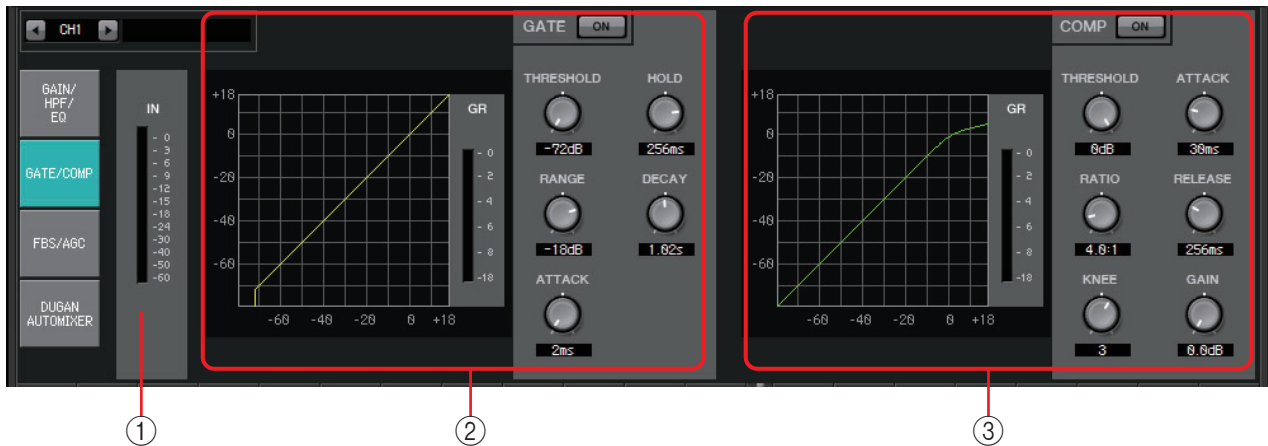 CH1
GAIN/
HPF/
EQ
GATE/COMP
FBS/AGC
DUGAN
AUTOMIXER
IN
- 0
- 3
- 6
- 9
-12
-15
-18
-24
-30
-40
-50
-60
+18
0
-20
-40
-60
-60 -40 -20 0 +18
GR
- 0
- 2
- 4
- 6
- 8
-18
GATE ON
THRESHOLD HOLD
-72dB 256ms
RANGE DECAY
-18dB 1.02s
ATTACK
2ms
+18
0
-20
-40
-60
-60 -40 -20 0 +18
GR
- 0
- 2
- 4
- 6
- 8
-18
COMP ON
THRESHOLD ATTACK
0dB 30ms
RATIO RELEASE
4.0:1 256ms
KNEE GAIN
3 0.0dB
① ② ③